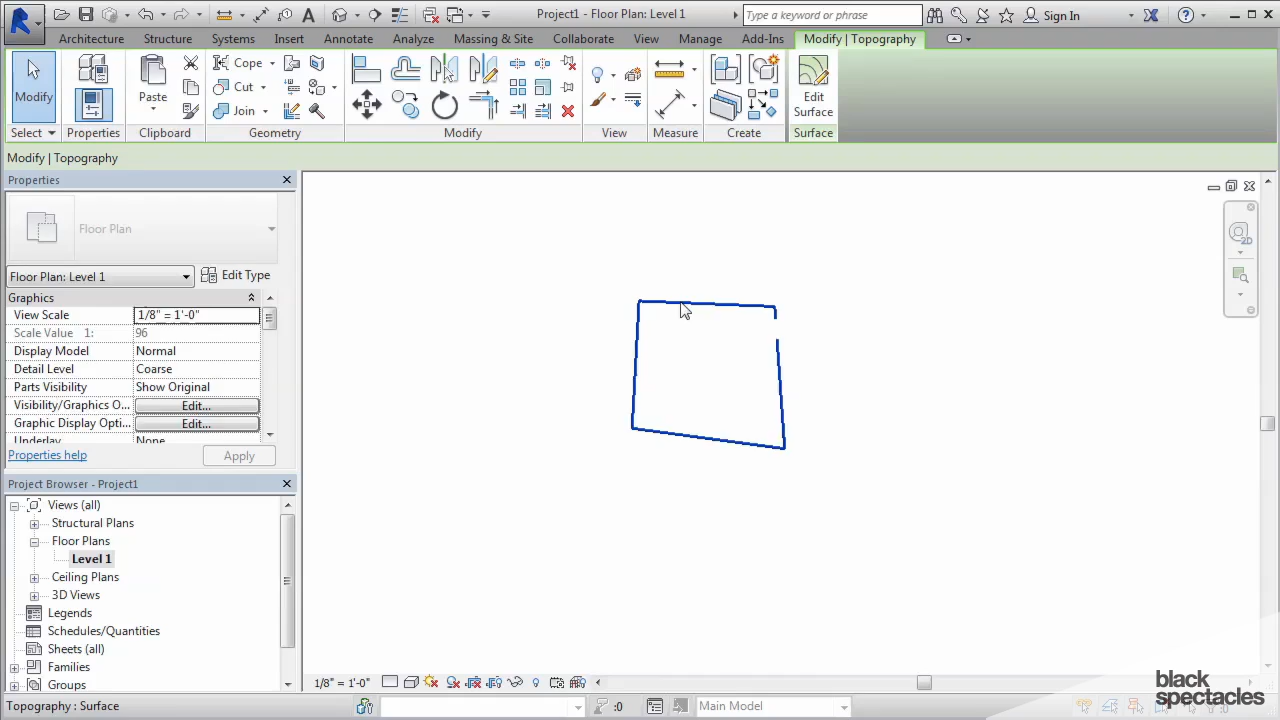 Project1 - Floor Plan: Level 1
Type a keyword or phrase
Sign In
Architecture
Structure
Systems
Insert
Annotate
Analyze
Massing & Site
Collaborate
View
Manage
Add-Ins
Modify | Topography
Modify
Paste
Cope
Cut
Join
Edit
Surface
Select
Properties
Clipboard
Geometry
Modify
View
Measure
Create
Surface
Modify | Topography
Properties
Floor Plan
Floor Plan: Level 1
Edit Type
Graphics
View Scale 1/8" = 1'-0"
Scale Value 1: 96
Display Model Normal
Detail Level Coarse
Parts Visibility Show Original
Visibility/Graphics O... Edit...
Graphic Display Opti... Edit...
Underlay None
Properties help
Apply
Project Browser - Project1
Views (all)
Structural Plans
Floor Plans
Level 1
Ceiling Plans
3D Views
Legends
Schedules/Quantities
Sheets (all)
Families
Groups
2D
1/8" = 1'-0"
Topography : Surface
:0
Main Model
:0
black
spectacles